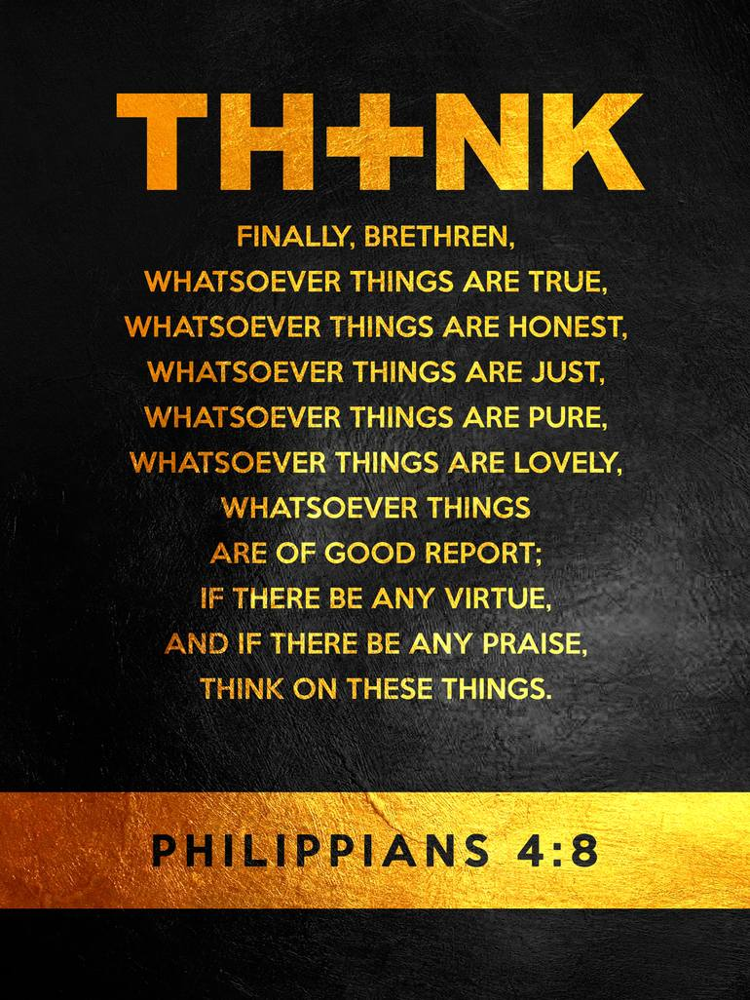 TH+NK
FINALLY, BRETHREN,
WHATSOEVER THINGS ARE TRUE,
WHATSOEVER THINGS ARE HONEST,
WHATSOEVER THINGS ARE JUST,
WHATSOEVER THINGS ARE PURE,
WHATSOEVER THINGS ARE LOVELY,
WHATSOEVER THINGS
ARE OF GOOD REPORT;
IF THERE BE ANY VIRTUE,
AND IF THERE BE ANY PRAISE,
THINK ON THESE THINGS.
PHILIPPIANS 4:8